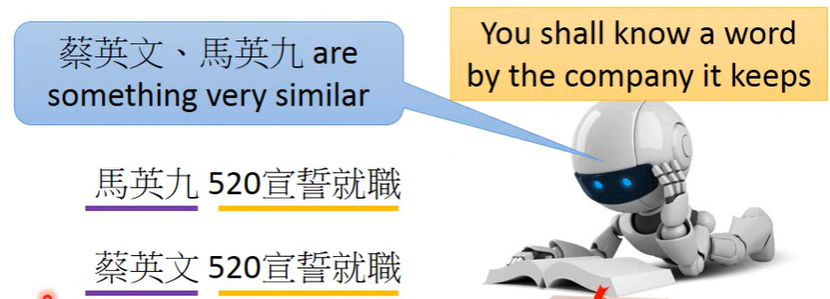 蔡英文、馬英九 are
something very similar
You shall know a word
by the company it keeps
馬英九 520宣誓就職
蔡英文 520宣誓就職